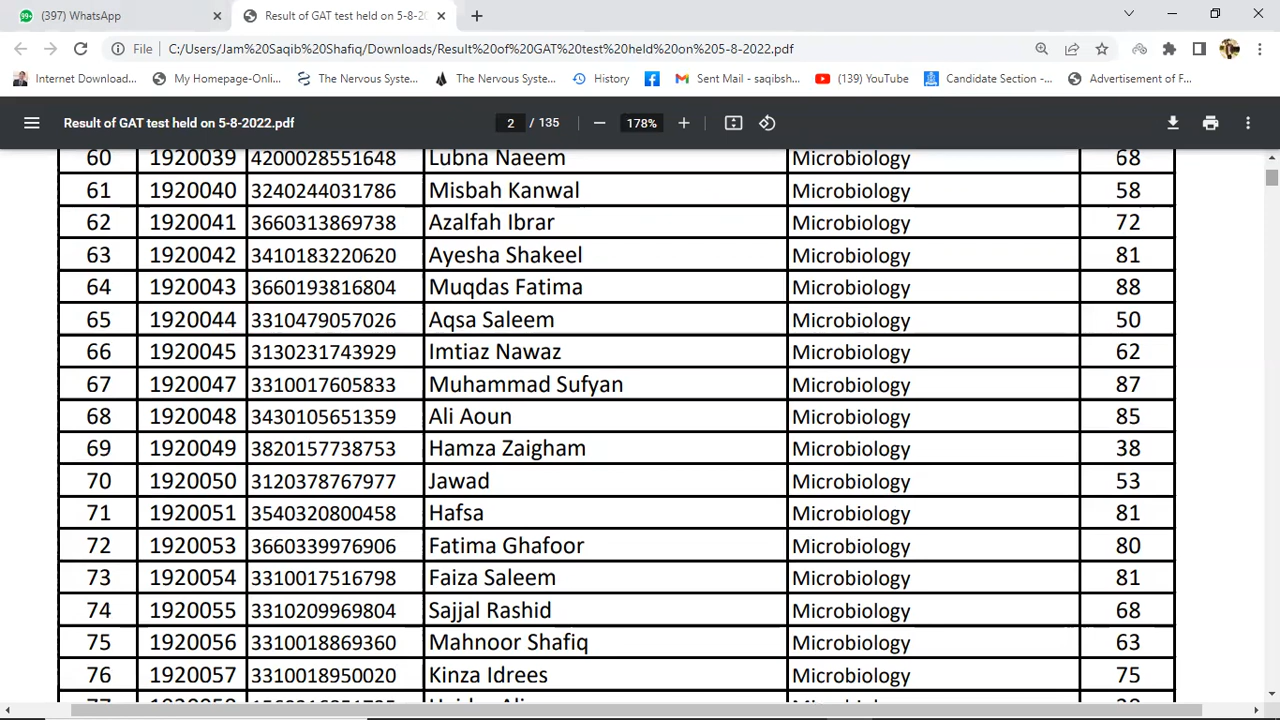 (397) WhatsApp
Result of GAT test held on 5-8-20
File C:/Users/Jam%20Saqib%20Shafiq/Downloads/Result%20of%20GAT%20test%20held%20on%205-8-2022.pdf
Internet Download... My Homepage-Onli... The Nervous Syste... The Nervous Syste... History Sent Mail - saqibsh... (139) YouTube Candidate Section -... Advertisement of F...
Result of GAT test held on 5-8-2022.pdf 2 / 135 178%
60 1920039 4200028551648 Lubna Naeem Microbiology 68
61 1920040 3240244031786 Misbah Kanwal Microbiology 58
62 1920041 3660313869738 Azalfah Ibrar Microbiology 72
63 1920042 3410183220620 Ayesha Shakeel Microbiology 81
64 1920043 3660193816804 Muqdas Fatima Microbiology 88
65 1920044 3310479057026 Aqsa Saleem Microbiology 50
66 1920045 3130231743929 Imtiaz Nawaz Microbiology 62
67 1920047 3310017605833 Muhammad Sufyan Microbiology 87
68 1920048 3430105651359 Ali Aoun Microbiology 85
69 1920049 3820157738753 Hamza Zaigham Microbiology 38
70 1920050 3120378767977 Jawad Microbiology 53
71 1920051 3540320800458 Hafsa Microbiology 81
72 1920053 3660339976906 Fatima Ghafoor Microbiology 80
73 1920054 3310017516798 Faiza Saleem Microbiology 81
74 1920055 3310209969804 Sajjal Rashid Microbiology 68
75 1920056 3310018869360 Mahnoor Shafiq Microbiology 63
76 1920057 3310018950020 Kinza Idrees Microbiology 75